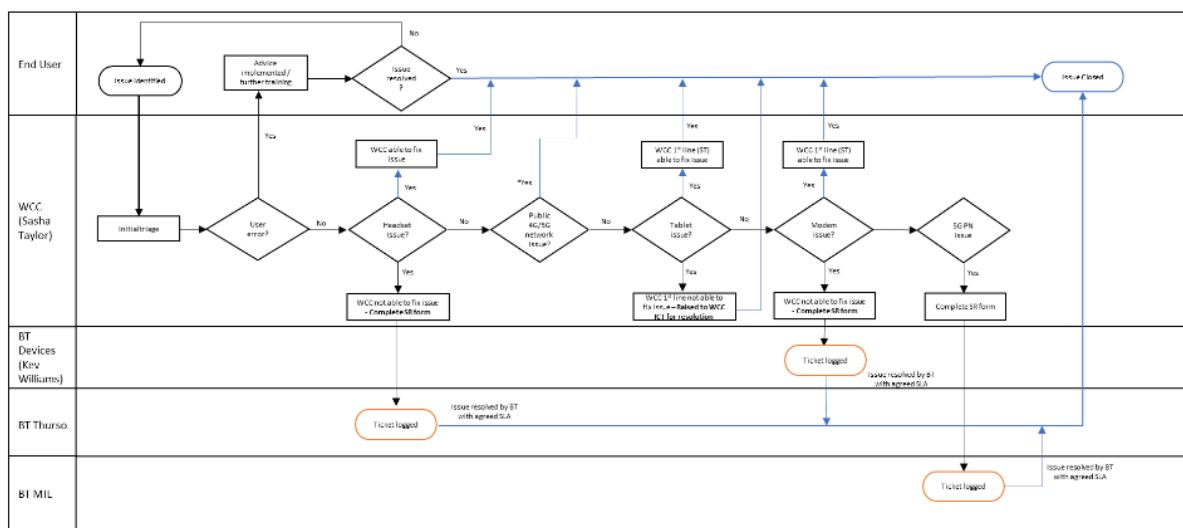 End User
Issue Identified
Advice
implemented /
further training
No
Issue
resolved
?
Yes
Issue Closed
Yes
Yes
Yes
Yes
WCC
(Sasha
Taylor)
WCC able to fix
issue
WCC 1st line (ST)
able to fix issue
WCC 1st line (ST)
able to fix issue
Yes
*Yes
Yes
Yes
Initial triage
User
error?
No
Headset
Issue?
No
Public
4G/5G
network
Issue?
No
Tablet
issue?
No
Modem
issue?
5G PN
Issue
Yes
Yes
Yes
Yes
WCC not able to fix issue
- Complete SR form
WCC 1st line not able to
fix issue – Raised to WCC
ICT for resolution
WCC not able to fix issue
- Complete SR form
Complete SR form
BT
Devices
(Kev
Williams)
Ticket logged
Issue resolved by BT
with agreed SLA
BT Thurso
Ticket logged
Issue resolved by BT
with agreed SLA
BT MIL
Ticket logged
Issue resolved by BT
with agreed SLA